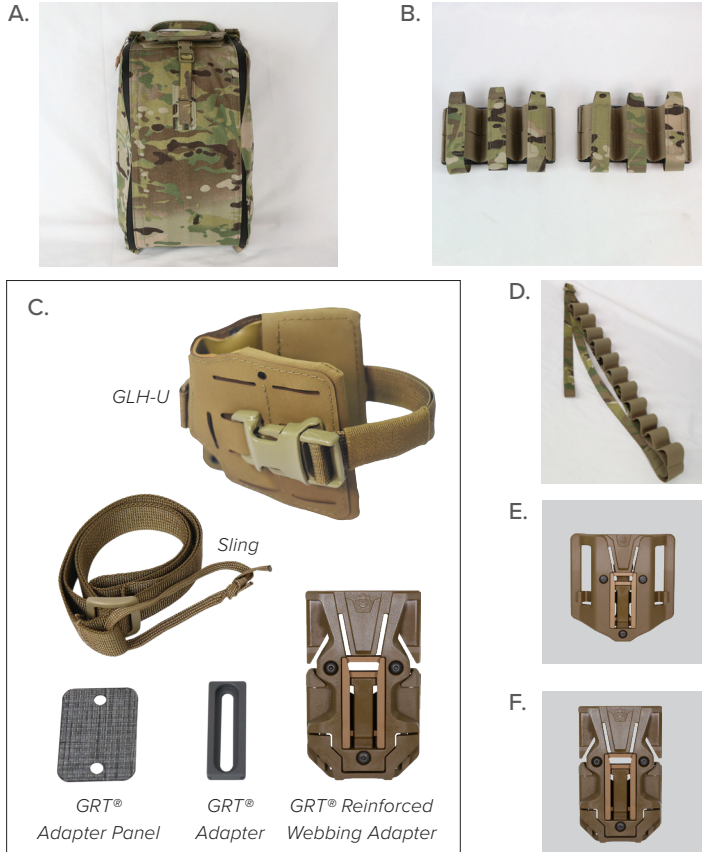 A.
B.
C.
GLH-U
Sling
GRT®
Adapter Panel
GRT®
Adapter
GRT® Reinforced
Webbing Adapter
D.
E.
F.